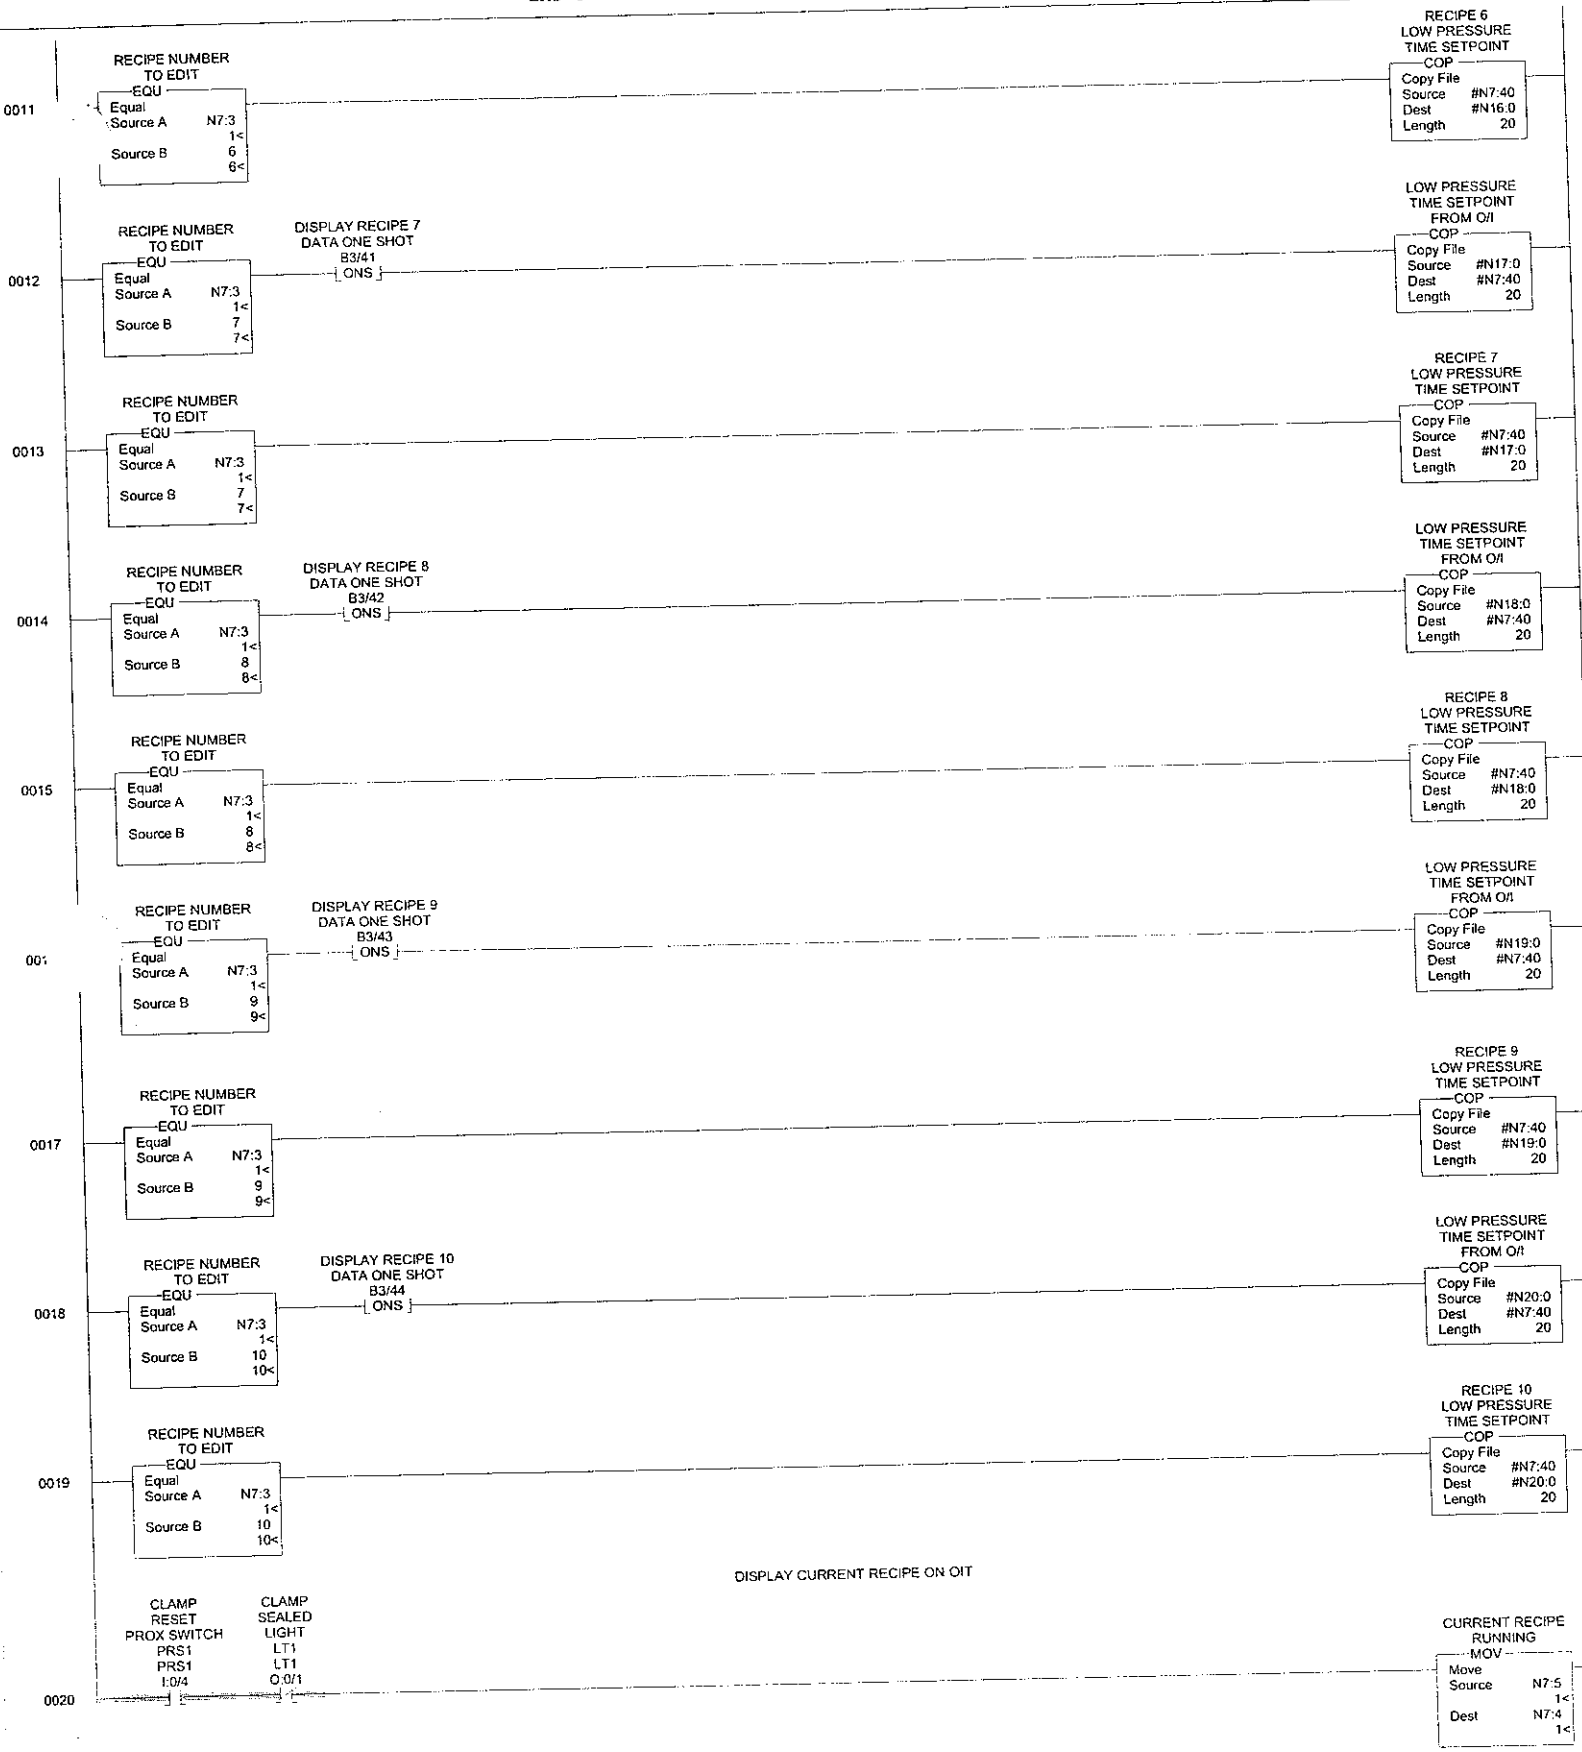 RECIPE NUMBER
TO EDIT
EQU
Equal
Source A N7:3
1<
Source B 6
6<
0011
RECIPE 6
LOW PRESSURE
TIME SETPOINT
COP
Copy File
Source #N7:40
Dest #N16:0
Length 20
RECIPE NUMBER
TO EDIT
EQU
Equal
Source A N7:3
1<
Source B 7
7<
0012
DISPLAY RECIPE 7
DATA ONE SHOT
B3/41
ONS
LOW PRESSURE
TIME SETPOINT
FROM O/I
COP
Copy File
Source #N17:0
Dest #N7:40
Length 20
RECIPE NUMBER
TO EDIT
EQU
Equal
Source A N7:3
1<
Source B 7
7<
0013
RECIPE 7
LOW PRESSURE
TIME SETPOINT
COP
Copy File
Source #N7:40
Dest #N17:0
Length 20
RECIPE NUMBER
TO EDIT
EQU
Equal
Source A N7:3
1<
Source B 8
8<
0014
DISPLAY RECIPE 8
DATA ONE SHOT
B3/42
ONS
LOW PRESSURE
TIME SETPOINT
FROM O/I
COP
Copy File
Source #N18:0
Dest #N7:40
Length 20
RECIPE NUMBER
TO EDIT
EQU
Equal
Source A N7:3
1<
Source B 8
8<
0015
RECIPE 8
LOW PRESSURE
TIME SETPOINT
COP
Copy File
Source #N7:40
Dest #N18:0
Length 20
RECIPE NUMBER
TO EDIT
EQU
Equal
Source A N7:3
1<
Source B 9
9<
001
DISPLAY RECIPE 9
DATA ONE SHOT
B3/43
ONS
LOW PRESSURE
TIME SETPOINT
FROM O/I
COP
Copy File
Source #N19:0
Dest #N7:40
Length 20
RECIPE NUMBER
TO EDIT
EQU
Equal
Source A N7:3
1<
Source B 9
9<
0017
RECIPE 9
LOW PRESSURE
TIME SETPOINT
COP
Copy File
Source #N7:40
Dest #N19:0
Length 20
RECIPE NUMBER
TO EDIT
EQU
Equal
Source A N7:3
1<
Source B 10
10<
0018
DISPLAY RECIPE 10
DATA ONE SHOT
B3/44
ONS
LOW PRESSURE
TIME SETPOINT
FROM O/I
COP
Copy File
Source #N20:0
Dest #N7:40
Length 20
RECIPE NUMBER
TO EDIT
EQU
Equal
Source A N7:3
1<
Source B 10
10<
0019
RECIPE 10
LOW PRESSURE
TIME SETPOINT
COP
Copy File
Source #N7:40
Dest #N20:0
Length 20
DISPLAY CURRENT RECIPE ON OIT
CLAMP
RESET
PROX SWITCH
PRS1
PRS1
I:0/4
CLAMP
SEALED
LIGHT
LT1
LT1
O:0/1
0020
CURRENT RECIPE
RUNNING
MOV
Move
Source N7:5
1<
Dest N7:4
1<